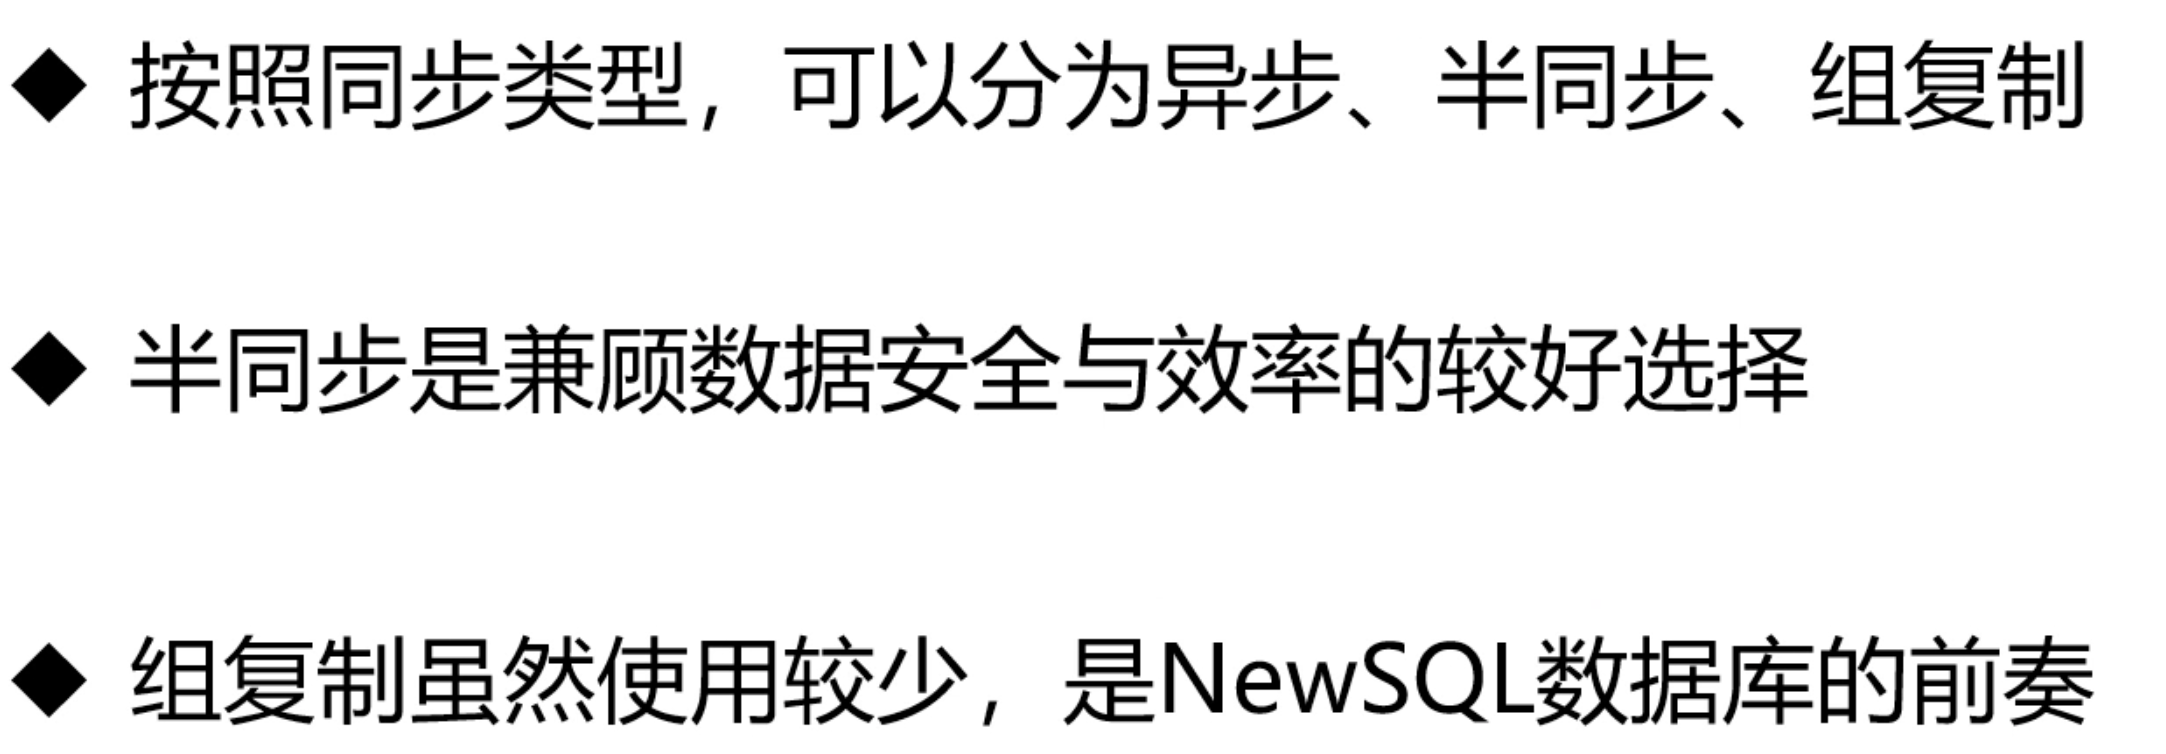 ◆ 按照同步类型，可以分为异步、半同步、组复制
◆ 半同步是兼顾数据安全与效率的较好选择
◆ 组复制虽然使用较少，是NewSQL数据库的前奏